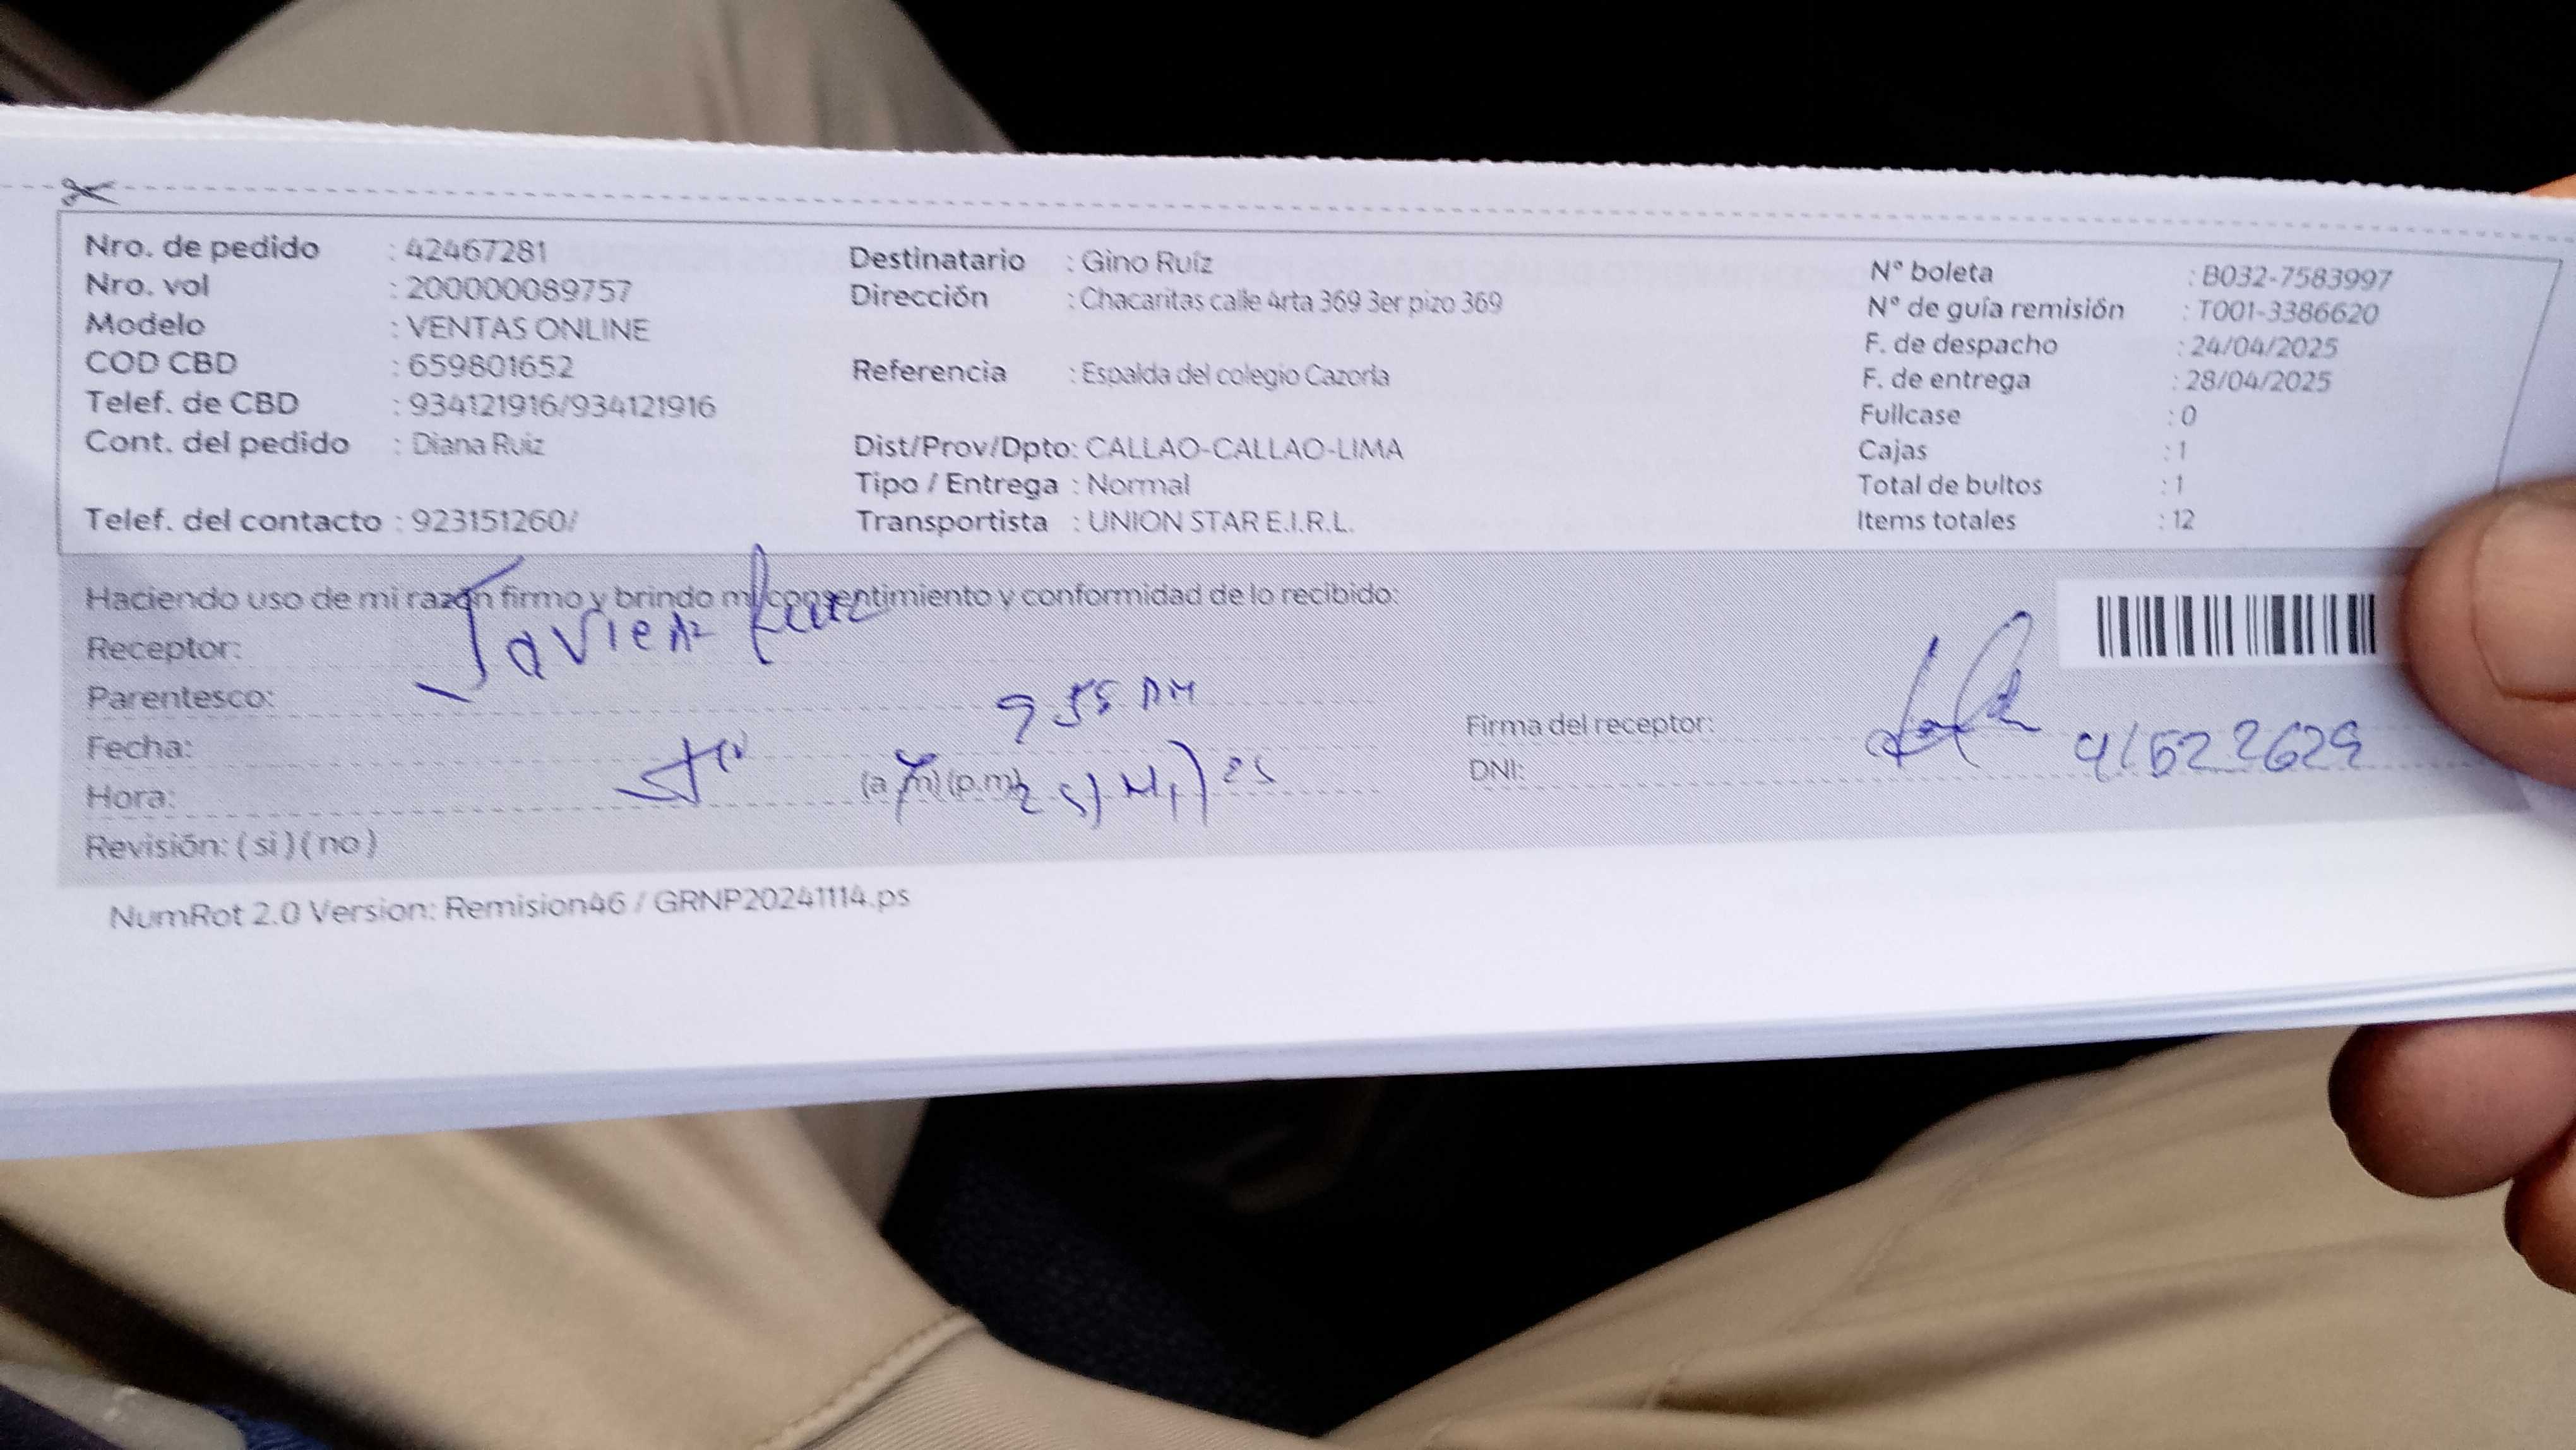 Nro. de pedido : 42467281
Nro. vol : 200000089757
Modelo : VENTAS ONLINE
COD CBD : 659801652
Telef. de CBD : 934121916/934121916
Cont. del pedido : Diana Ruiz
Telef. del contacto : 923151260/
Destinatario : Gino Ruíz
Dirección : Chacaritas calle 4rta 369 3er pizo 369
Referencia : Espalda del colegio Cazorla
Dist/Prov/Dpto: CALLAO-CALLAO-LIMA
Tipo / Entrega : Normal
Transportista : UNION STAR E.I.R.L.
N° boleta : B032-7583997
N° de guía remisión : T001-3386620
F. de despacho : 24/04/2025
F. de entrega : 28/04/2025
Fullcase : 0
Cajas : 1
Total de bultos : 1
Items totales : 12
Haciendo uso de mi razón firmo y brindo mi consentimiento y conformidad de lo recibido:
Receptor: Javier
Parentesco:
Fecha:
Hora: (a.m)(p.m)
Revisión: ( si ) ( no )
Firma del receptor:
DNI:
NumRot 2.0 Version: Remision46 / GRNP20241114.ps